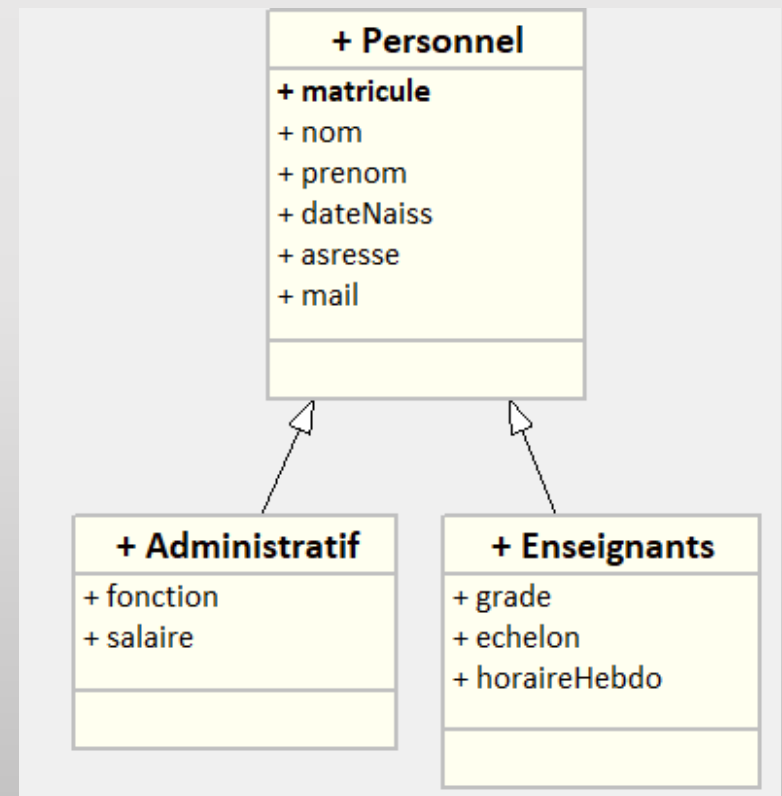 + Personnel
+ matricule
+ nom
+ prenom
+ dateNaiss
+ asresse
+ mail
+ Administratif
+ fonction
+ salaire
+ Enseignants
+ grade
+ echelon
+ horaireHebdo